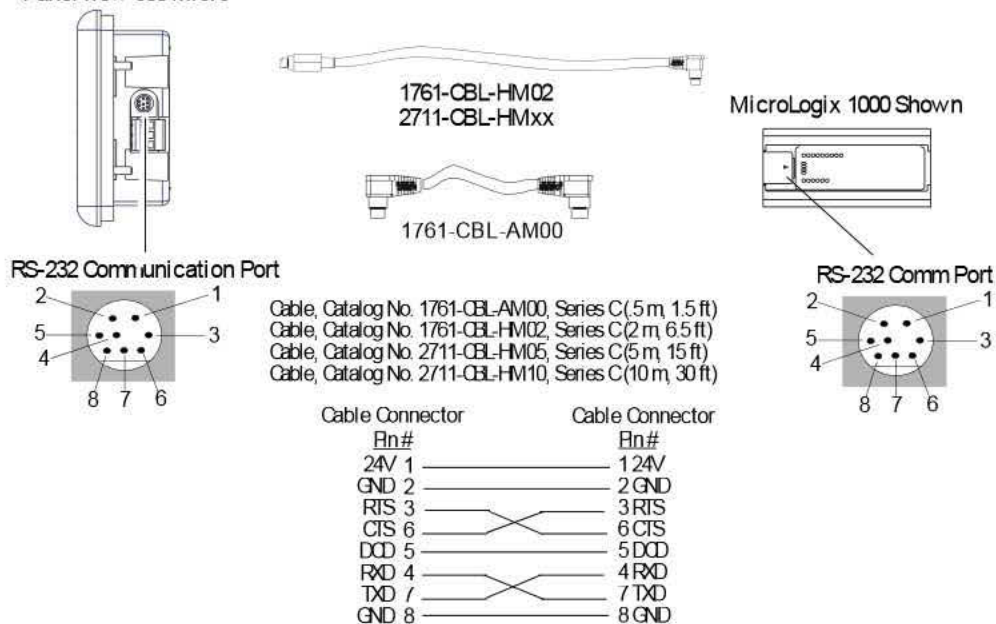 1761-CBL-HM02
2711-CBL-HMxx
MicroLogix 1000 Shown
1761-CBL-AM00
RS-232 Communication Port
RS-232 Comm Port
2
1
5
3
4
8
7
6
Cable, Catalog No. 1761-CBL-AM00, Series C (.5 m, 1.5 ft)
Cable, Catalog No. 1761-CBL-HM02, Series C (2 m, 6.5 ft)
Cable, Catalog No. 2711-CBL-HM05, Series C (5 m, 15 ft)
Cable, Catalog No. 2711-CBL-HM10, Series C (10 m, 30 ft)
2
1
5
3
4
8
7
6
Cable Connector Cable Connector
Pin # Pin #
24V 1 1 24V
GND 2 2 GND
RTS 3 3 RTS
CTS 6 6 CTS
DCD 5 5 DCD
RXD 4 4 RXD
TXD 7 7 TXD
GND 8 8 GND